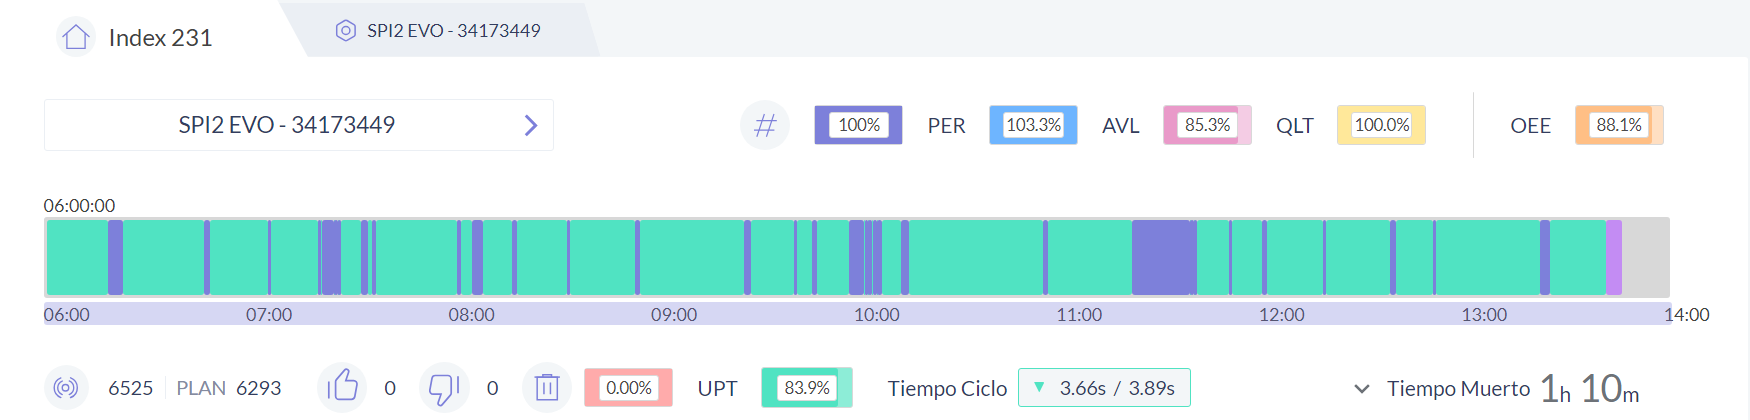 Index 231
SPI2 EVO - 34173449
SPI2 EVO - 34173449
# 100% PER 103.3% AVL 85.3% QLT 100.0% OEE 88.1%
06:00:00
06:00 07:00 08:00 09:00 10:00 11:00 12:00 13:00 14:00
6525 PLAN 6293 0 0 0.00% UPT 83.9% Tiempo Ciclo 3.66s / 3.89s Tiempo Muerto 1h 10m